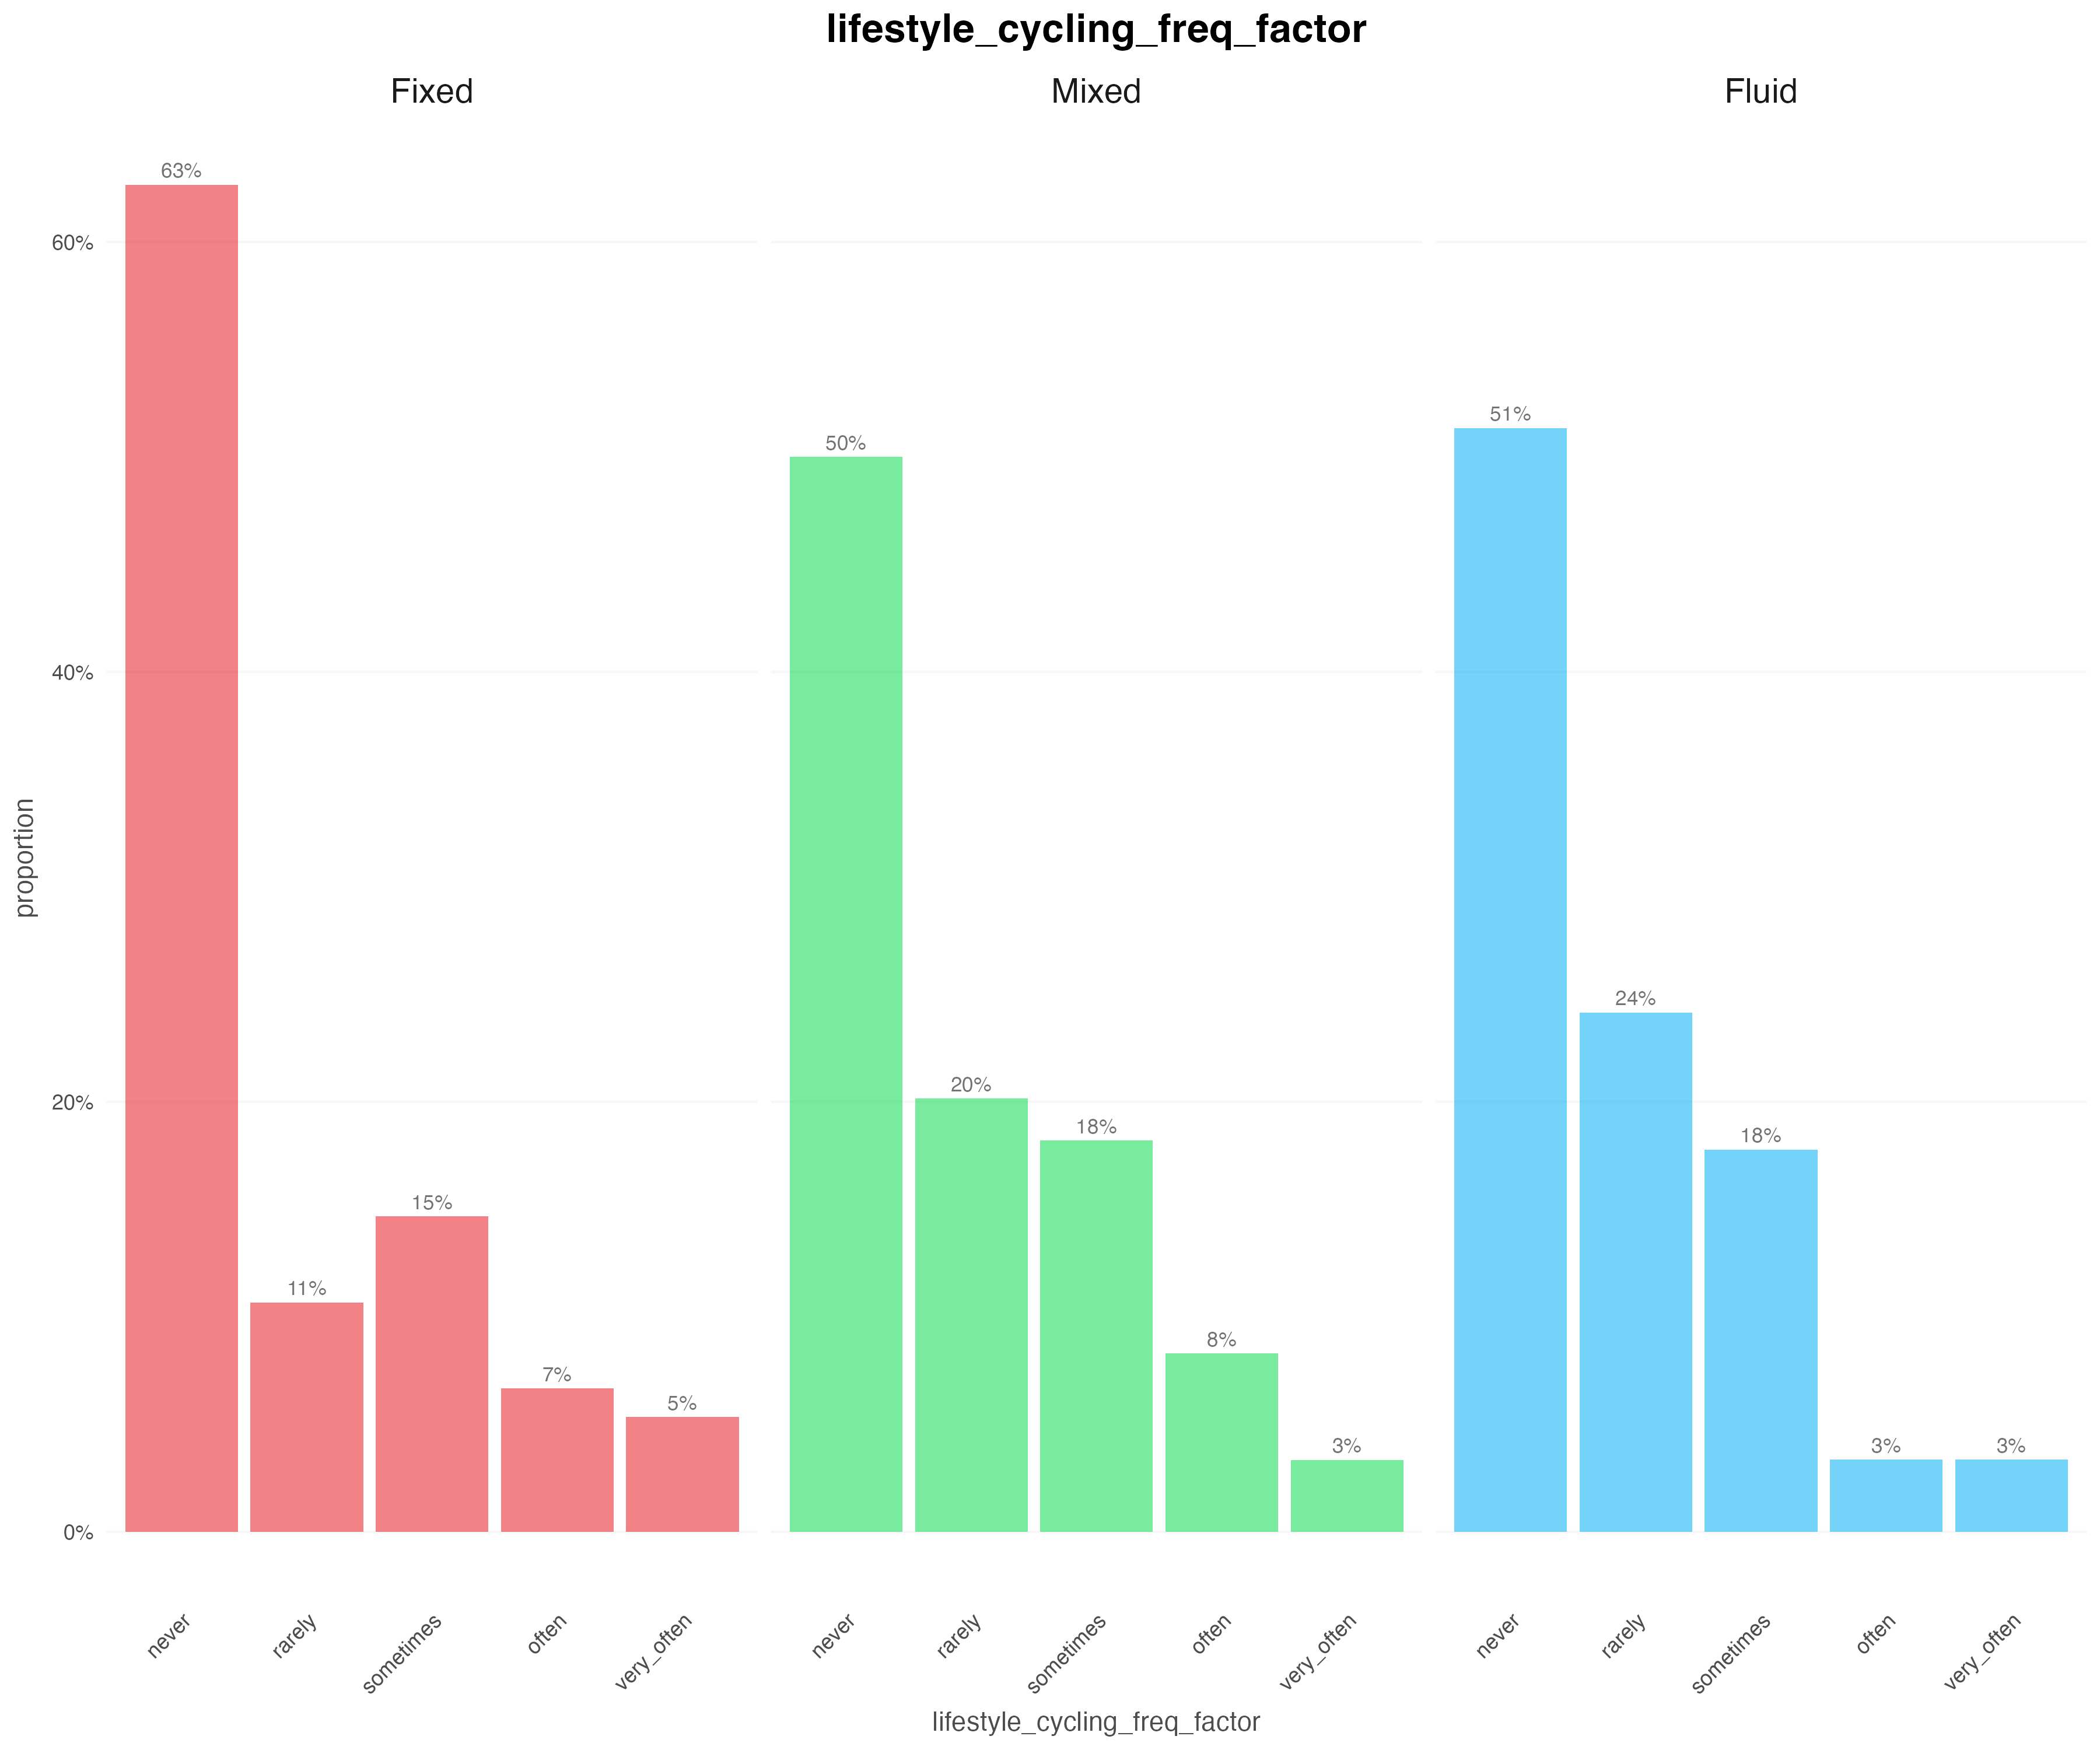 lifestyle_cycling_freq_factor
Fixed
Mixed
Fluid
proportion
60%
40%
20%
0%
63%
11%
15%
7%
5%
50%
20%
18%
8%
3%
51%
24%
18%
3%
3%
never
rarely
sometimes
often
very_often
never
rarely
sometimes
often
very_often
never
rarely
sometimes
often
very_often
lifestyle_cycling_freq_factor